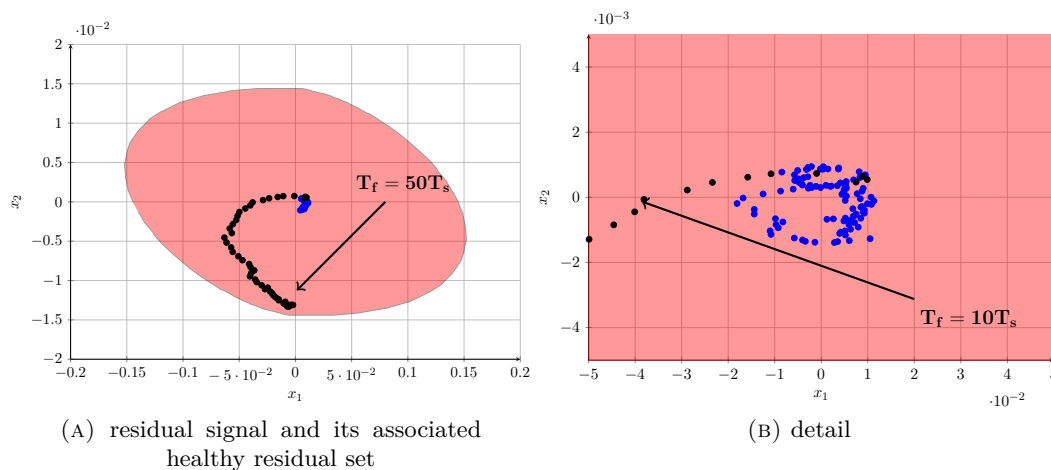 ·10⁻²
2
1.5
1
0.5
0
−0.5
−1
−1.5
−2
x₂
T_f = 50T_s
−0.2 −0.15 −0.1 −5·10⁻² 0 5·10⁻² 0.1 0.15 0.2
x₁
(A) residual signal and its associated
healthy residual set
·10⁻³
4
2
0
−2
−4
x₂
T_f = 10T_s
−5 −4 −3 −2 −1 0 1 2 3 4 5
x₁
·10⁻²
(B) detail